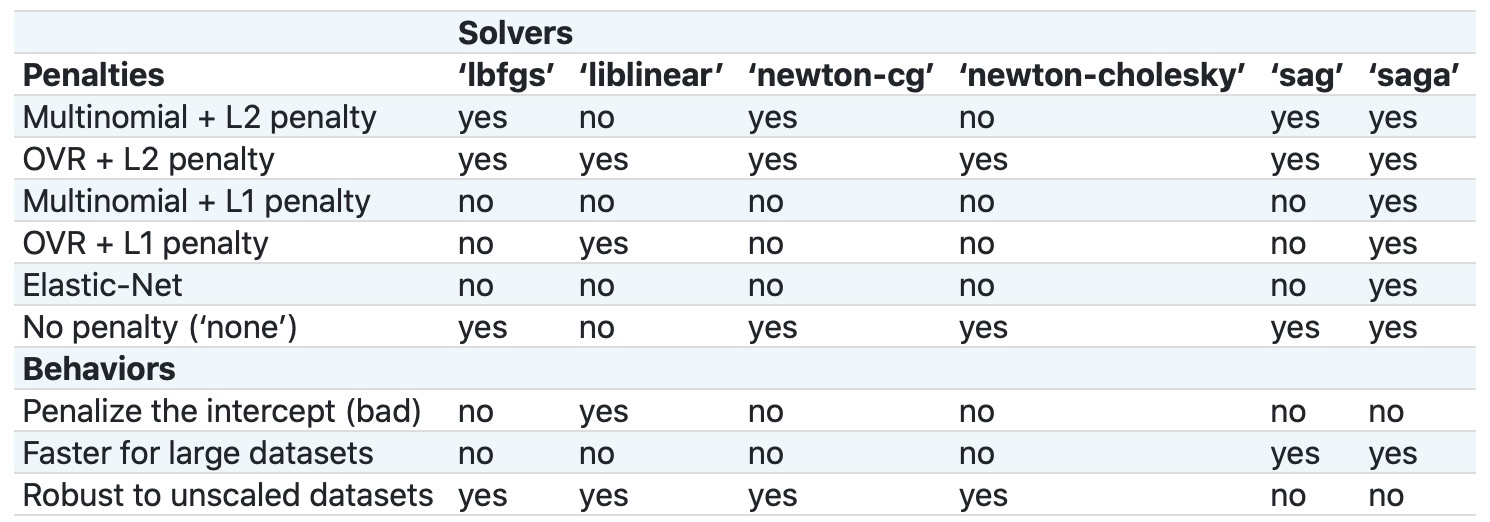 Solvers
Penalties ‘lbfgs’ ‘liblinear’ ‘newton-cg’ ‘newton-cholesky’ ‘sag’ ‘saga’
Multinomial + L2 penalty yes no yes no yes yes
OVR + L2 penalty yes yes yes yes yes yes
Multinomial + L1 penalty no no no no no yes
OVR + L1 penalty no yes no no no yes
Elastic-Net no no no no no yes
No penalty (‘none’) yes no yes yes yes yes
Behaviors
Penalize the intercept (bad) no yes no no no no
Faster for large datasets no no no no yes yes
Robust to unscaled datasets yes yes yes yes no no